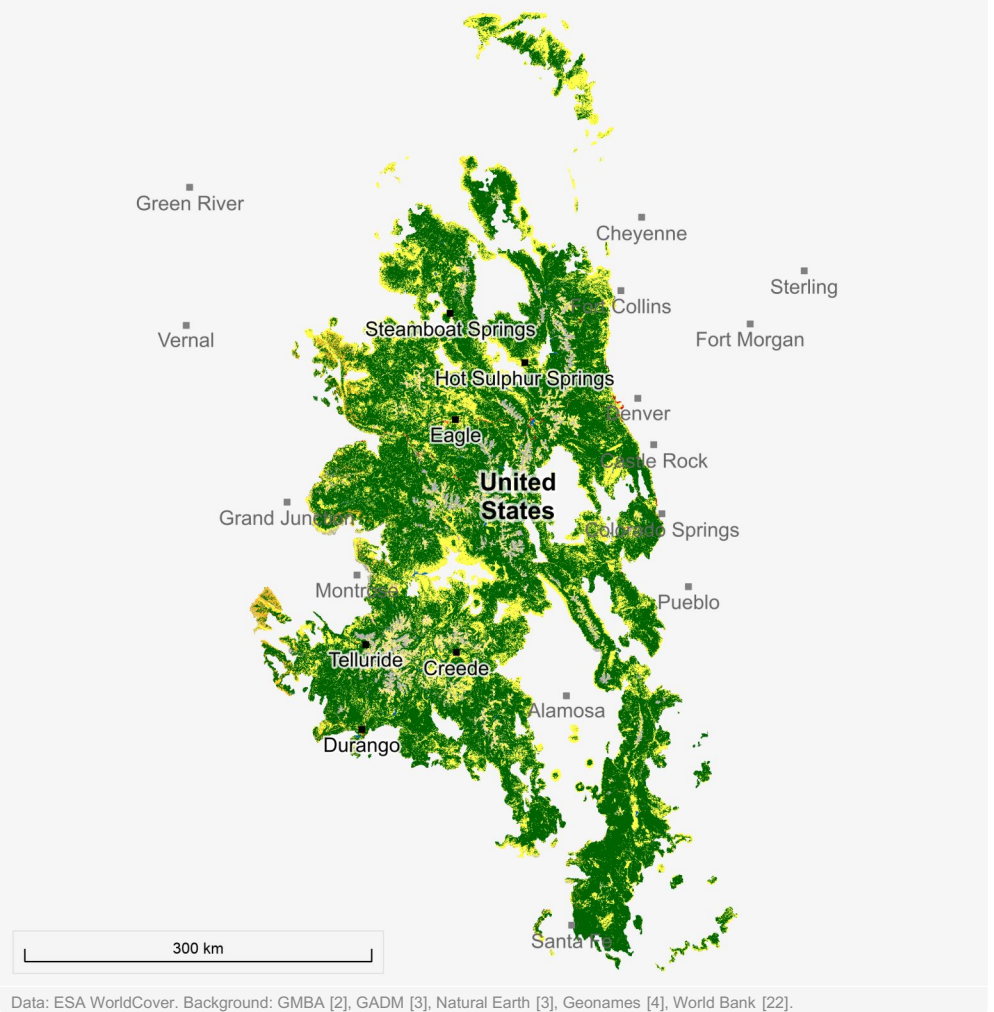 Green River
Cheyenne
Sterling
Fort Collins
Steamboat Springs
Vernal
Fort Morgan
Hot Sulphur Springs
Denver
Eagle
Castle Rock
United
States
Grand Junction
Colorado Springs
Montrose
Pueblo
Telluride
Creede
Alamosa
Durango
Santa Fe
300 km
Data: ESA WorldCover. Background: GMBA [2], GADM [3], Natural Earth [3], Geonames [4], World Bank [22].